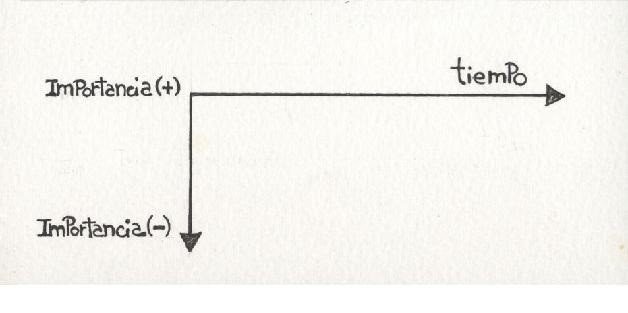 tiempo
Importancia (+)
Importancia (-)